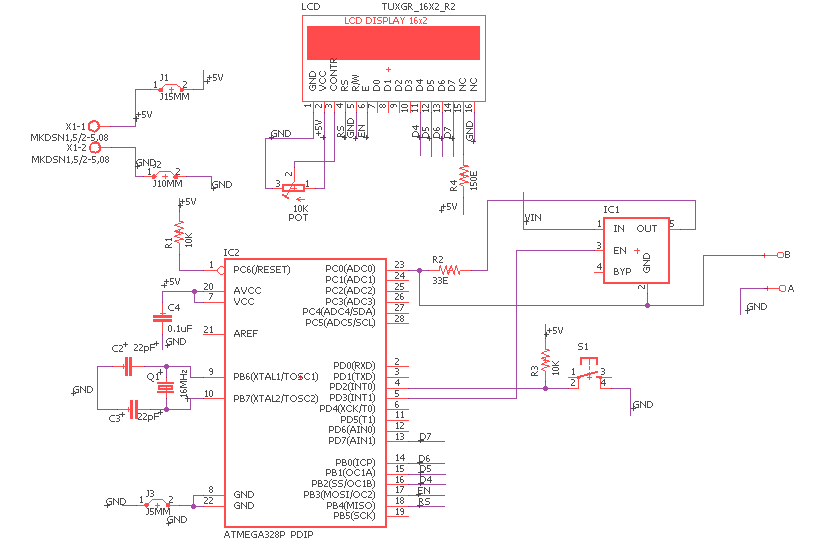 LCD TUXGR_16X2_R2
LCD DISPLAY 16x2
GND
VCC
CONTR
RS
R/W
E
D0
D1
D2
D3
D4
D5
D6
D7
NC
NC
1 2 3 4 5 6 7 8 9 10 11 12 13 14 15 16
GND
+5V
RS
GND
EN
D4
D5
D6
D7
GND
J1
1 2
J15MM
+5V
+5V
X1-1
MKDSN1,5/2-5,08
X1-2
MKDSN1,5/2-5,08
GND
J2
1 2
J10MM
GND
3 2 1
10K
POT
R4
150E
+5V
+5V
R1
10K
VIN
IC1
1 IN OUT 5
3 EN
4 BYP
GND
2
B
A
GND
IC2
1 PC6(/RESET)
20 AVCC
7 VCC
21 AREF
9 PB6(XTAL1/TOSC1)
10 PB7(XTAL2/TOSC2)
8 GND
22 GND
PC0(ADC0) 23
PC1(ADC1) 24
PC2(ADC2) 25
PC3(ADC3) 26
PC4(ADC4/SDA) 27
PC5(ADC5/SCL) 28
PD0(RXD) 2
PD1(TXD) 3
PD2(INT0) 4
PD3(INT1) 5
PD4(XCK/T0) 6
PD5(T1) 11
PD6(AIN0) 12
PD7(AIN1) 13 D7
PB0(ICP) 14 D6
PB1(OC1A) 15 D5
PB2(SS/OC1B) 16 D4
PB3(MOSI/OC2) 17 EN
PB4(MISO) 18 RS
PB5(SCK) 19
ATMEGA328P PDIP
R2
33E
+5V
C4
0.1uF
GND
C2 22pF
GND
Q1
16MHz
C3 22pF
+5V
R3
10K
S1
1 3
2 4
GND
GND
J3
1 2
J5MM
GND